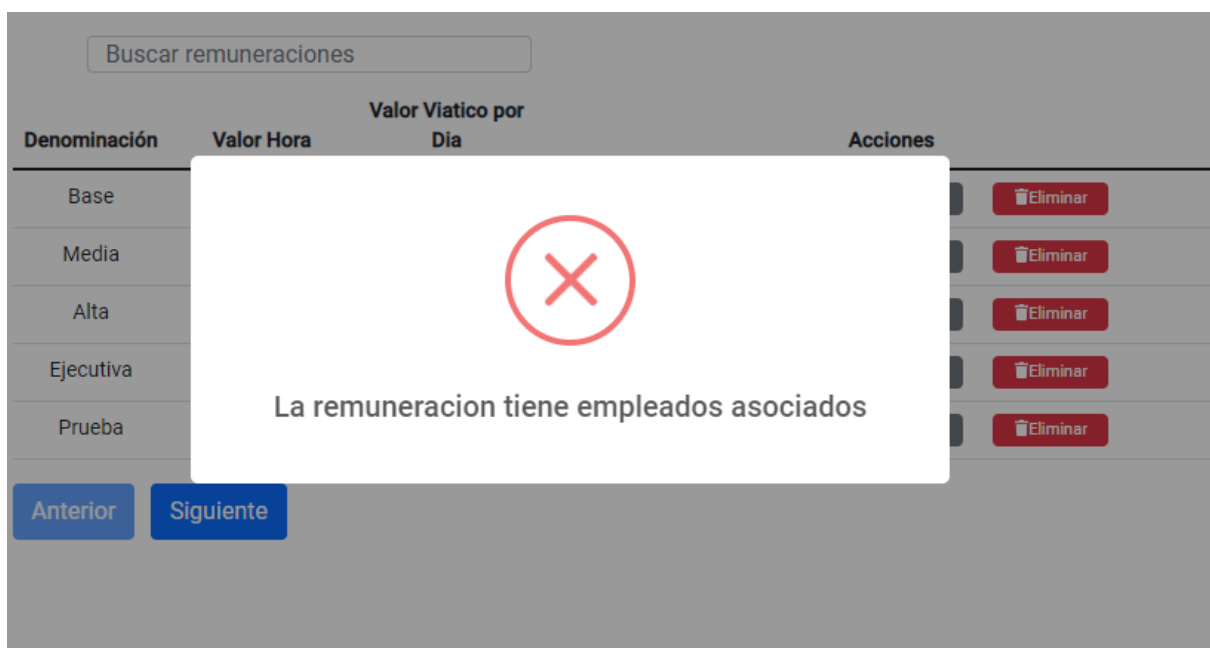 Buscar remuneraciones
Valor Viatico por
Denominación Valor Hora Dia Acciones
Base Eliminar
Media Eliminar
Alta Eliminar
Ejecutiva Eliminar
La remuneracion tiene empleados asociados
Prueba Eliminar
Anterior Siguiente